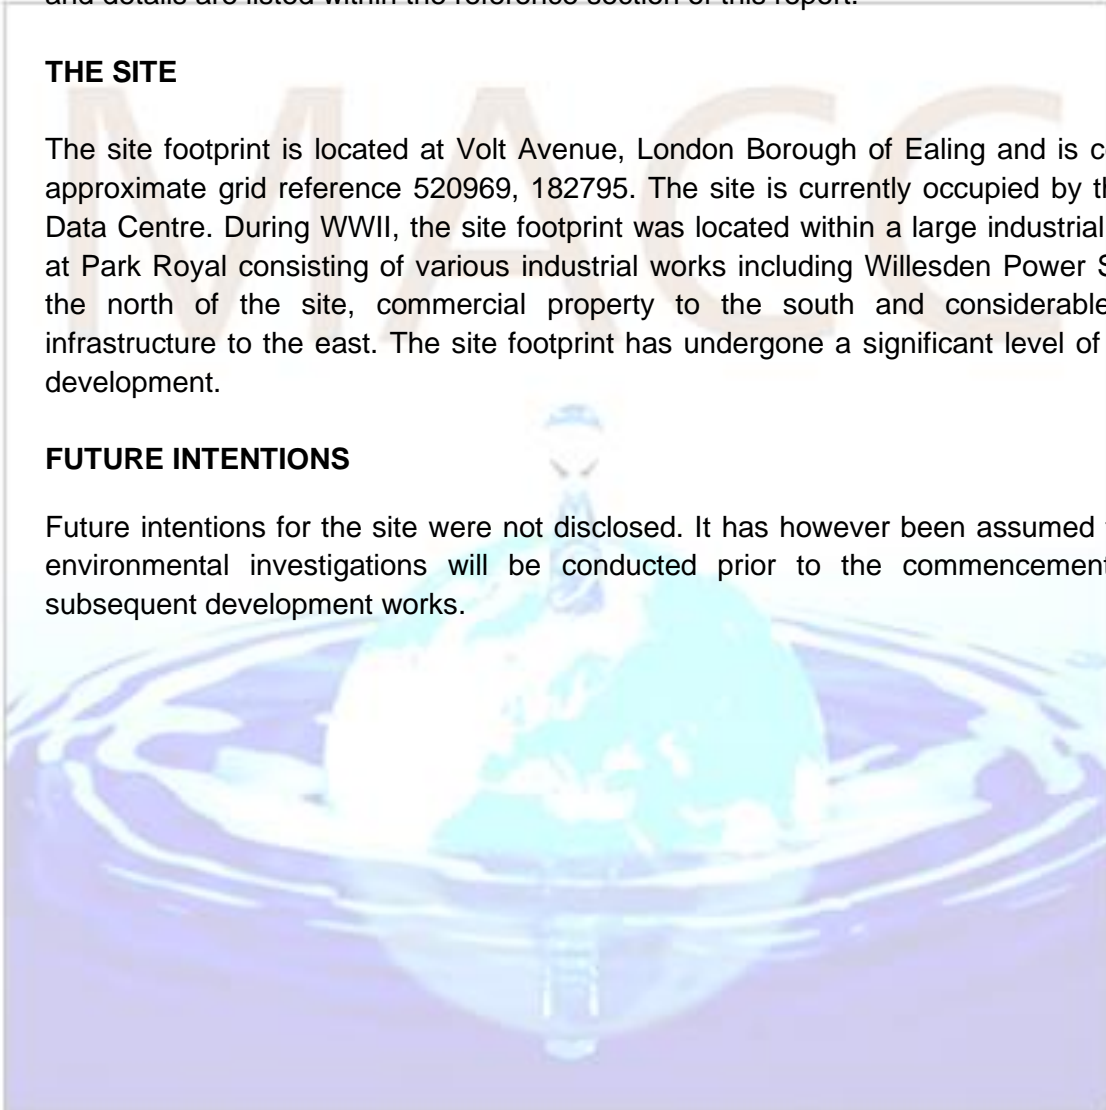 and details are listed within the reference section of this report.
THE SITE
The site footprint is located at Volt Avenue, London Borough of Ealing and is
approximate grid reference 520969, 182795. The site is currently occupied by
Data Centre. During WWII, the site footprint was located within a large industrial
at Park Royal consisting of various industrial works including Willesden Power
the north of the site, commercial property to the south and considerable
infrastructure to the east. The site footprint has undergone a significant level of
development.
FUTURE INTENTIONS
Future intentions for the site were not disclosed. It has however been assumed
environmental investigations will be conducted prior to the commencement
subsequent development works.
MACC